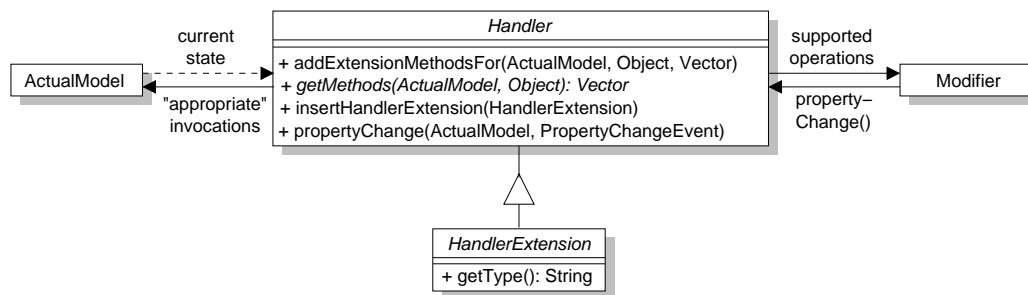 Handler
current
state
supported
operations
+ addExtensionMethodsFor(ActualModel, Object, Vector)
+ getMethods(ActualModel, Object): Vector
+ insertHandlerExtension(HandlerExtension)
+ propertyChange(ActualModel, PropertyChangeEvent)
ActualModel
Modifier
"appropriate"
invocations
property–
Change()
HandlerExtension
+ getType(): String